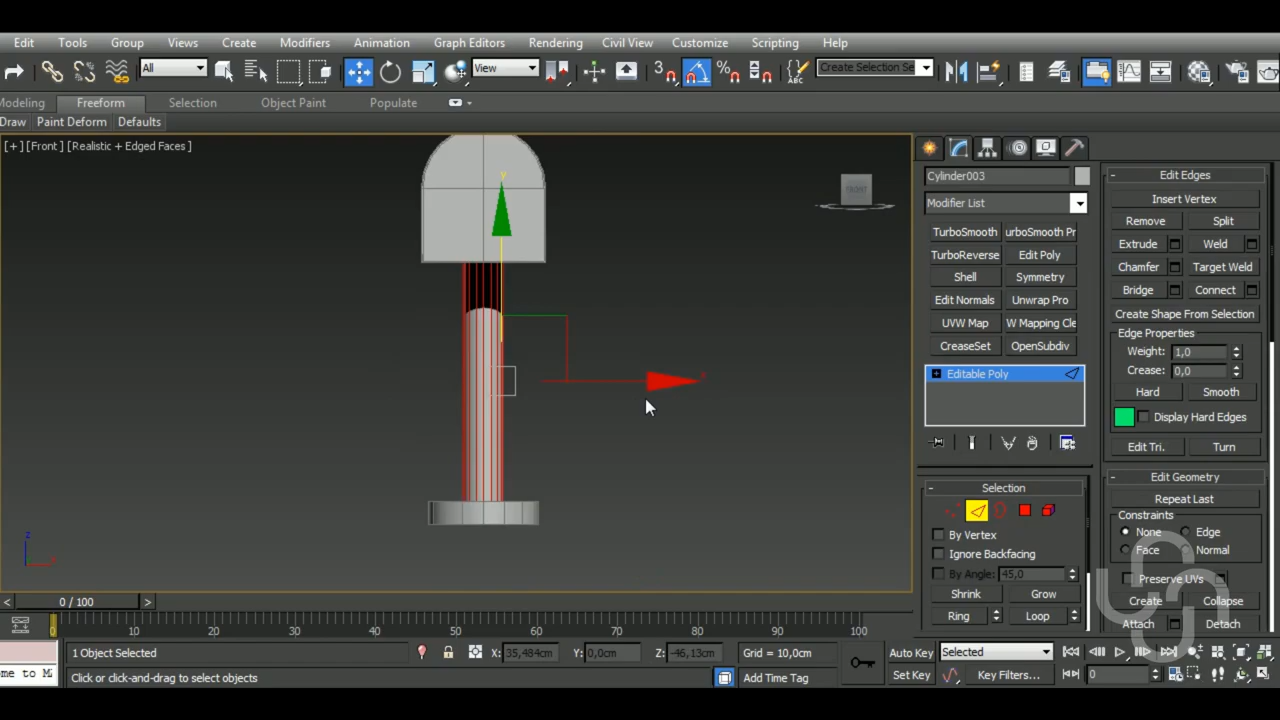 Edit Tools Group Views Create Modifiers Animation Graph Editors Rendering Civil View Customize Scripting Help
All View 3 Create Selection Se
Modeling Freeform Selection Object Paint Populate
Draw Paint Deform Defaults
[+] [Front] [Realistic + Edged Faces]
FRONT
y
x
z
Cylinder003
Modifier List
TurboSmooth urboSmooth Pr
TurboReverse Edit Poly
Shell Symmetry
Edit Normals Unwrap Pro
UVW Map W Mapping Cle
CreaseSet OpenSubdiv
Editable Poly
Selection
By Vertex
Ignore Backfacing
By Angle: 45,0
Shrink Grow
Ring Loop
Edit Edges
Insert Vertex
Remove Split
Extrude Weld
Chamfer Target Weld
Bridge Connect
Create Shape From Selection
Edge Properties
Weight: 1,0
Crease: 0,0
Hard Smooth
Display Hard Edges
Edit Tri. Turn
Edit Geometry
Repeat Last
Constraints
None Edge
Face Normal
Preserve UVs
Create Collapse
Attach Detach
< 0 / 100 >
0 10 20 30 40 50 60 70 80 90 100
1 Object Selected X: 35,484cm Y: 0,0cm Z: -46,13cm Grid = 10,0cm Auto Key Selected
ome to M Click or click-and-drag to select objects Add Time Tag Set Key Key Filters... 0